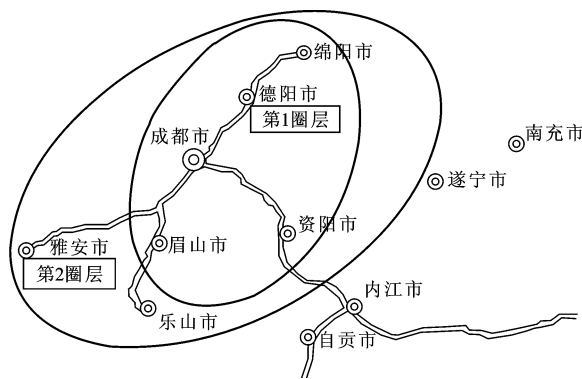 绵阳市
德阳市
第1圈层
成都市
南充市
遂宁市
资阳市
雅安市
眉山市
第2圈层
内江市
乐山市
自贡市